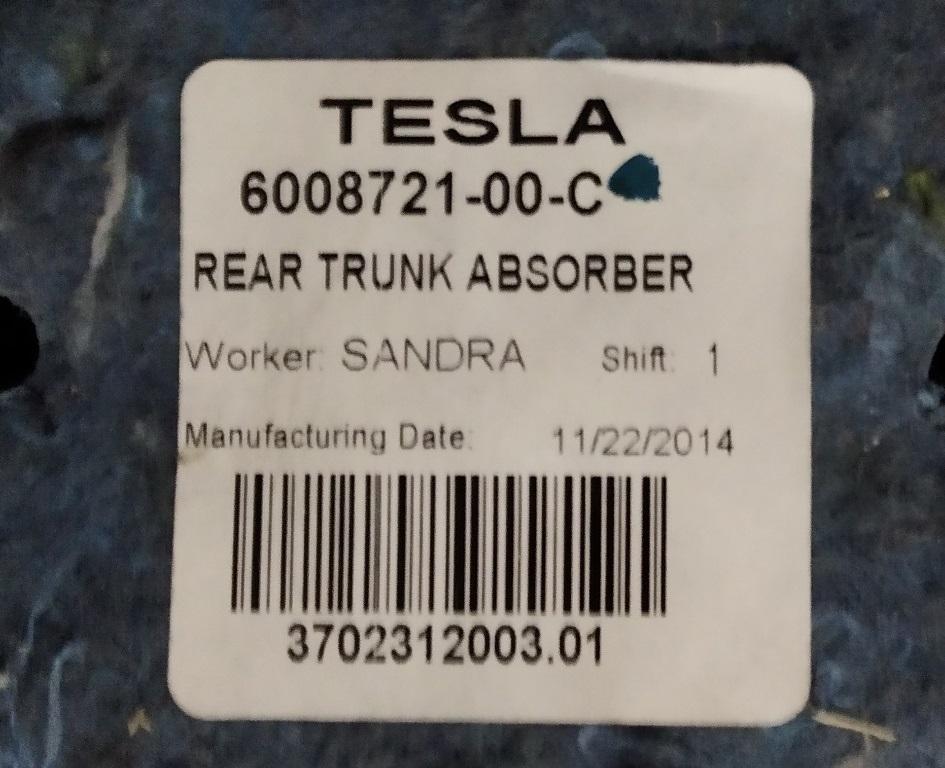 TESLA
6008721-00-C
REAR TRUNK ABSORBER
Worker: SANDRA Shift: 1
Manufacturing Date: 11/22/2014
3702312003.01